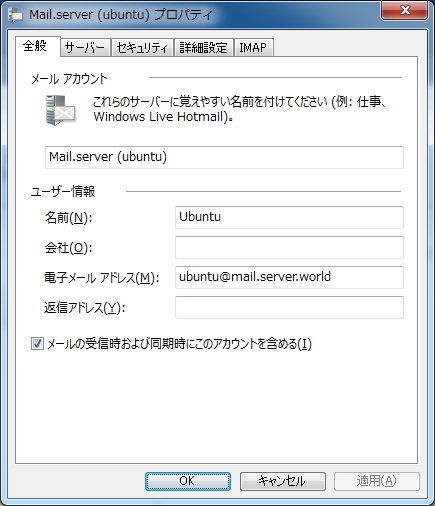 Mail.server (ubuntu) プロパティ
全般 サーバー セキュリティ 詳細設定 IMAP
メール アカウント
これらのサーバーに覚えやすい名前を付けてください (例: 仕事、
Windows Live Hotmail)。
Mail.server (ubuntu)
ユーザー情報
名前(N): Ubuntu
会社(O):
電子メール アドレス(M): ubuntu@mail.server.world
返信アドレス(Y):
メールの受信時および同期時にこのアカウントを含める(I)
OK キャンセル 適用(A)